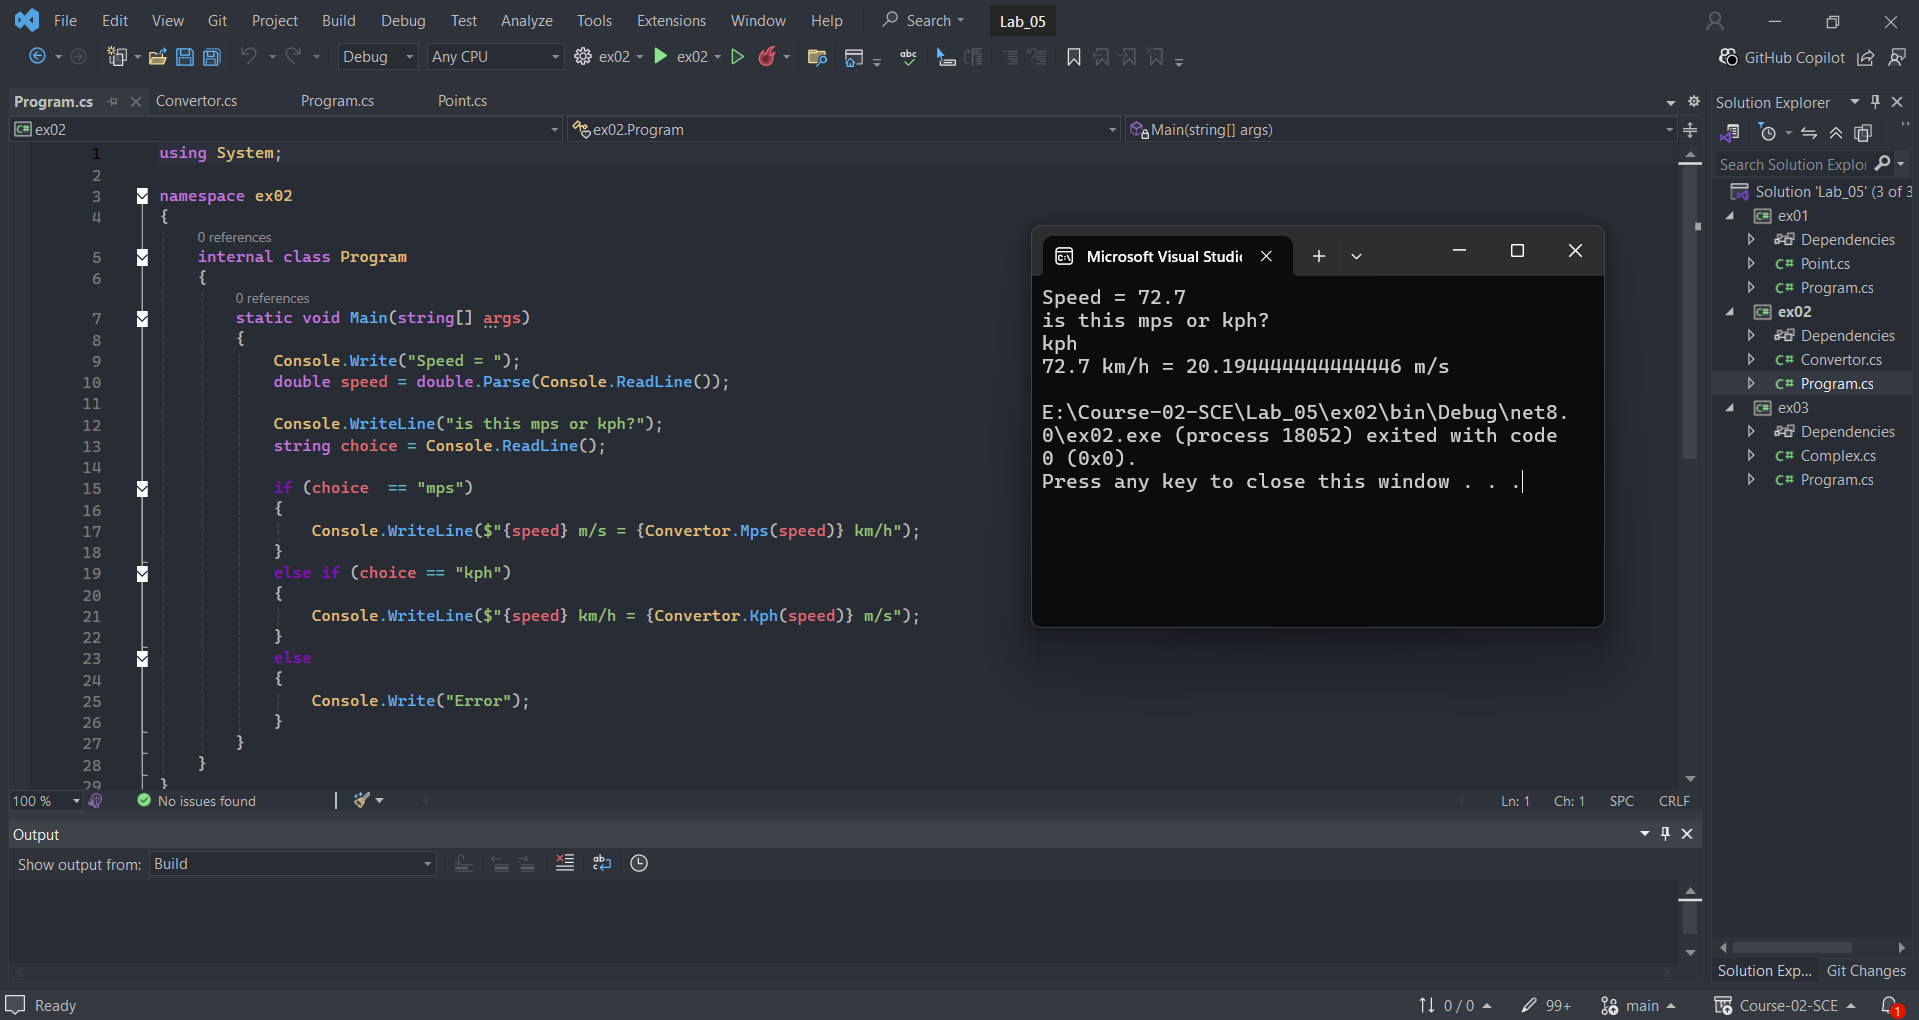 File Edit View Git Project Build Debug Test Analyze Tools Extensions Window Help Search Lab_05
Debug Any CPU ex02 ex02 GitHub Copilot
Program.cs Convertor.cs Program.cs Point.cs
ex02 ex02.Program Main(string[] args)
1 using System;
2
3 namespace ex02
4 {
0 references
5 internal class Program
6 {
0 references
7 static void Main(string[] args)
8 {
9 Console.Write("Speed = ");
10 double speed = double.Parse(Console.ReadLine());
11
12 Console.WriteLine("is this mps or kph?");
13 string choice = Console.ReadLine();
14
15 if (choice  == "mps")
16 {
17 Console.WriteLine($"{speed} m/s = {Convertor.Mps(speed)} km/h");
18 }
19 else if (choice == "kph")
20 {
21 Console.WriteLine($"{speed} km/h = {Convertor.Kph(speed)} m/s");
22 }
23 else
24 {
25 Console.Write("Error");
26 }
27 }
28 }
29 }
100 % No issues found Ln: 1 Ch: 1 SPC CRLF
Microsoft Visual Studi
Speed = 72.7
is this mps or kph?
kph
72.7 km/h = 20.194444444444446 m/s
E:\Course-02-SCE\Lab_05\ex02\bin\Debug\net8.
0\ex02.exe (process 18052) exited with code
0 (0x0).
Press any key to close this window . . .
Solution Explorer
Search Solution Explor
Solution 'Lab_05' (3 of 3
ex01
Dependencies
C# Point.cs
C# Program.cs
ex02
Dependencies
C# Convertor.cs
C# Program.cs
ex03
Dependencies
C# Complex.cs
C# Program.cs
Solution Exp... Git Changes
Output
Show output from: Build
Ready 0 / 0 99+ main Course-02-SCE 1